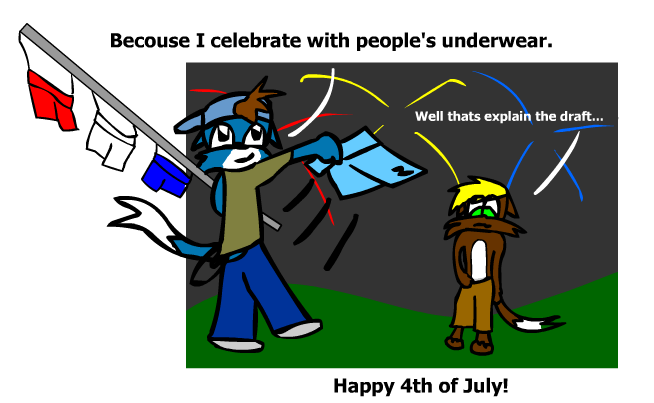 Becouse I celebrate with people's underwear.
Well thats explain the draft...
Happy 4th of July!